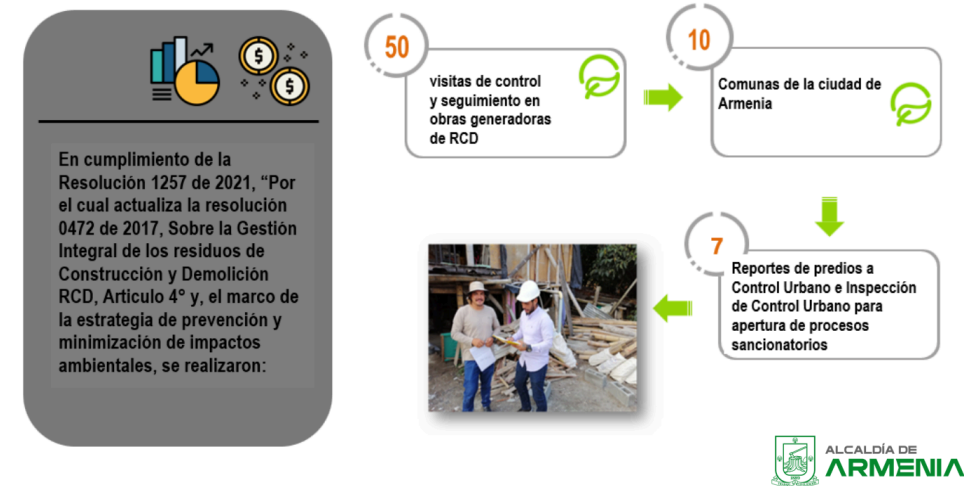 En cumplimiento de la
Resolución 1257 de 2021, “Por
el cual actualiza la resolución
0472 de 2017, Sobre la Gestión
Integral de los residuos de
Construcción y Demolición
RCD, Articulo 4° y, el marco de
la estrategia de prevención y
minimización de impactos
ambientales, se realizaron:
50
visitas de control
y seguimiento en
obras generadoras
de RCD
10
Comunas de la ciudad de
Armenia
7
Reportes de predios a
Control Urbano e Inspección
de Control Urbano para
apertura de procesos
sancionatorios
ALCALDÍA DE
ARMENIA